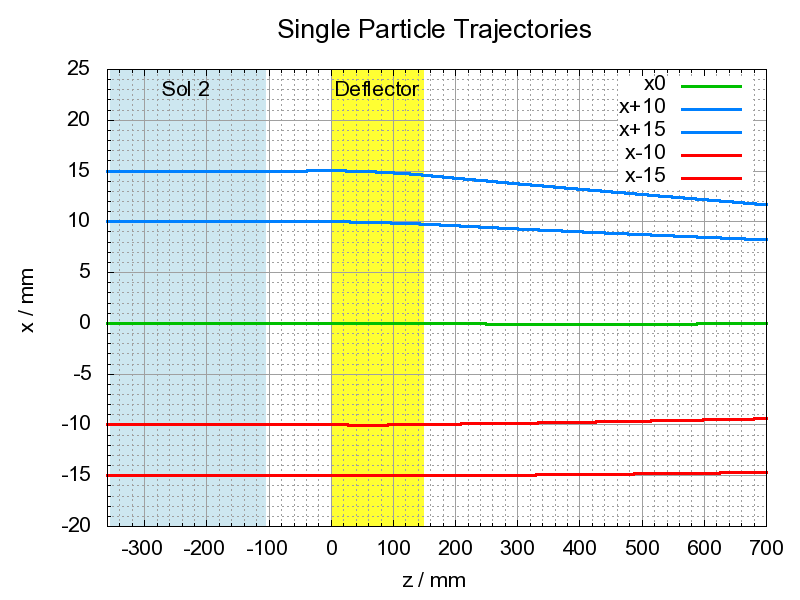 Single Particle Trajectories
25
20
15
10
5
0
-5
-10
-15
-20
x / mm
Sol 2
Deflector
x0
x+10
x+15
x-10
x-15
-300 -200 -100 0 100 200 300 400 500 600 700
z / mm